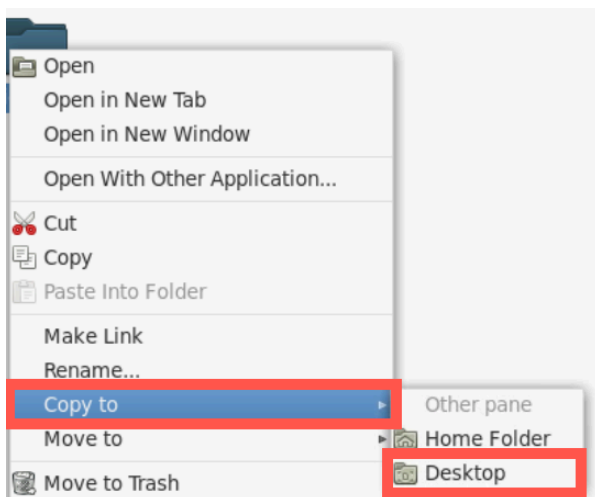 Open
Open in New Tab
Open in New Window
Open With Other Application...
Cut
Copy
Paste Into Folder
Make Link
Rename...
Copy to
Move to
Move to Trash
Other pane
Home Folder
Desktop